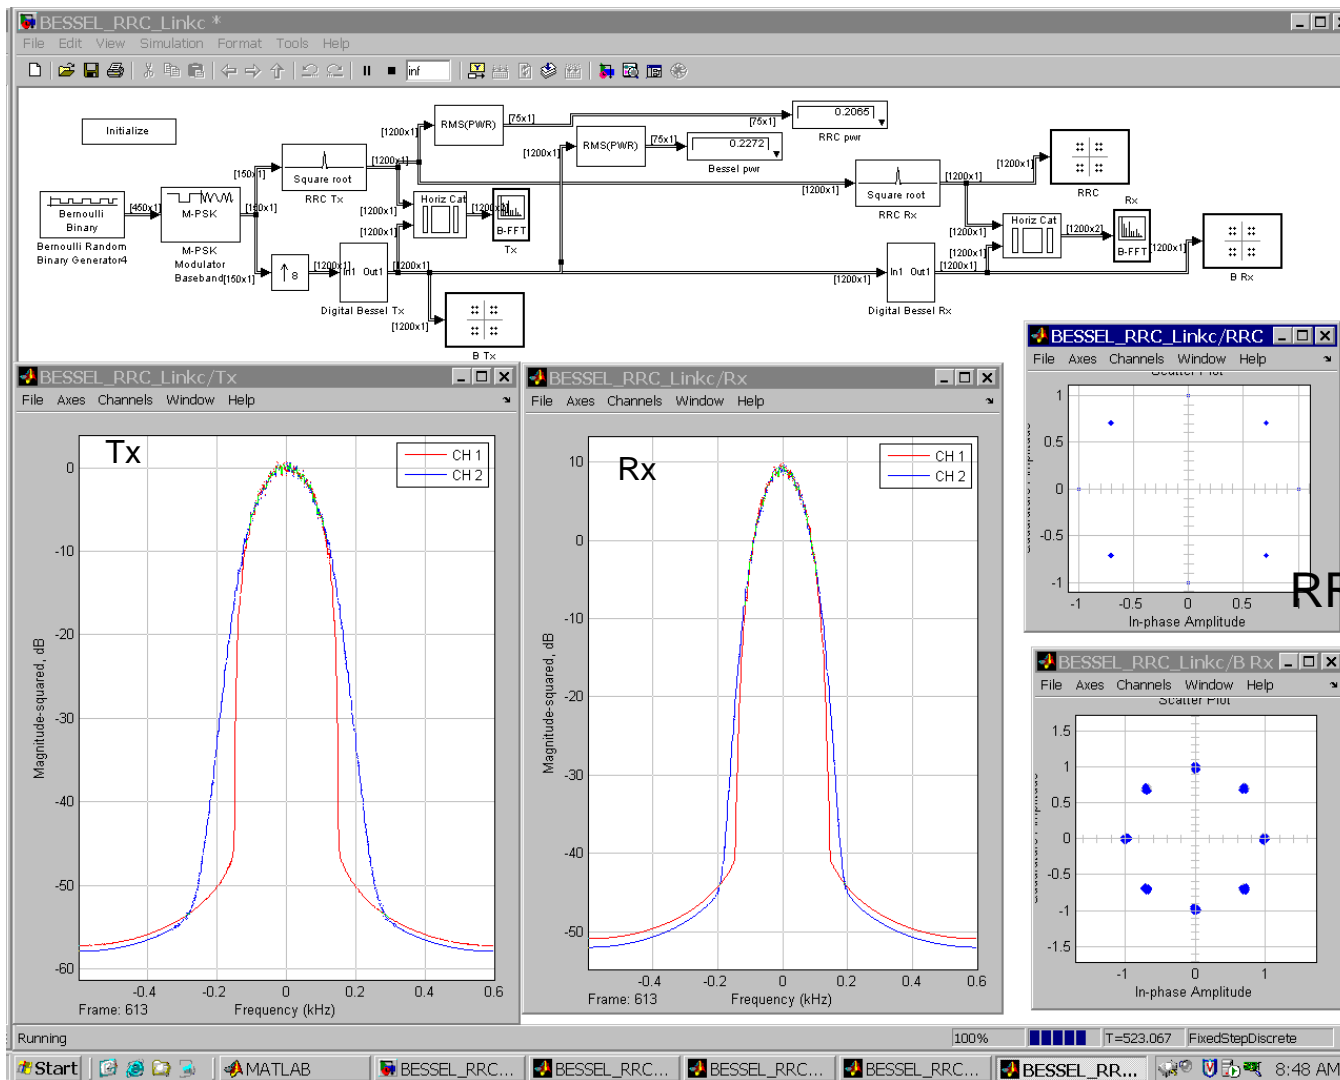 BESSEL_RRC_Linkc *
File Edit View Simulation Format Tools Help
inf
Initialize
RMS(PWR)
[75x1]
[75x1]
0.2065
RRC pwr
[1200x1]
RMS(PWR)
[75x1]
0.2272
Bessel pwr
[150x1]
Square root
RRC Tx
[1200x1]
[1200x1]
Square root
RRC Rx
[1200x1]
[1200x1]
RRC
Bernoulli
Binary
Bernoulli Random
Binary Generator4
[450x1]
M-PSK
M-PSK
Modulator
Baseband
[150x1]
[1200x1]
Horiz Cat
[1200x1]
[1200x2]
B-FFT
Tx
[1200x1]
Horiz Cat
[1200x1]
[1200x2]
Rx
B-FFT
[1200x1]
B Rx
[150x1]
8
[1200x1]
In1 Out1
Digital Bessel Tx
[1200x1]
[1200x1]
B Tx
[1200x1]
[1200x1]
In1 Out1
Digital Bessel Rx
[1200x1]
BESSEL_RRC_Linkc/Tx
File Axes Channels Window Help
Tx
CH 1
CH 2
0
-10
-20
-30
-40
-50
-60
Magnitude-squared, dB
-0.4 -0.2 0 0.2 0.4 0.6
Frame: 613
Frequency (kHz)
BESSEL_RRC_Linkc/Rx
File Axes Channels Window Help
Rx
CH 1
CH 2
10
0
-10
-20
-30
-40
-50
Magnitude-squared, dB
-0.4 -0.2 0 0.2 0.4 0.6
Frame: 613
Frequency (kHz)
BESSEL_RRC_Linkc/RRC
File Axes Channels Window Help
Scatter Plot
1
0.5
0
-0.5
-1
-1 -0.5 0 0.5
In-phase Amplitude
BESSEL_RRC_Linkc/B Rx
File Axes Channels Window Help
Scatter Plot
1.5
1
0.5
0
-0.5
-1
-1.5
-1 0 1
In-phase Amplitude
Running
100%
T=523.067
FixedStepDiscrete
Start
MATLAB
BESSEL_RRC...
BESSEL_RRC...
BESSEL_RRC...
BESSEL_RRC...
BESSEL_RR...
8:48 AM